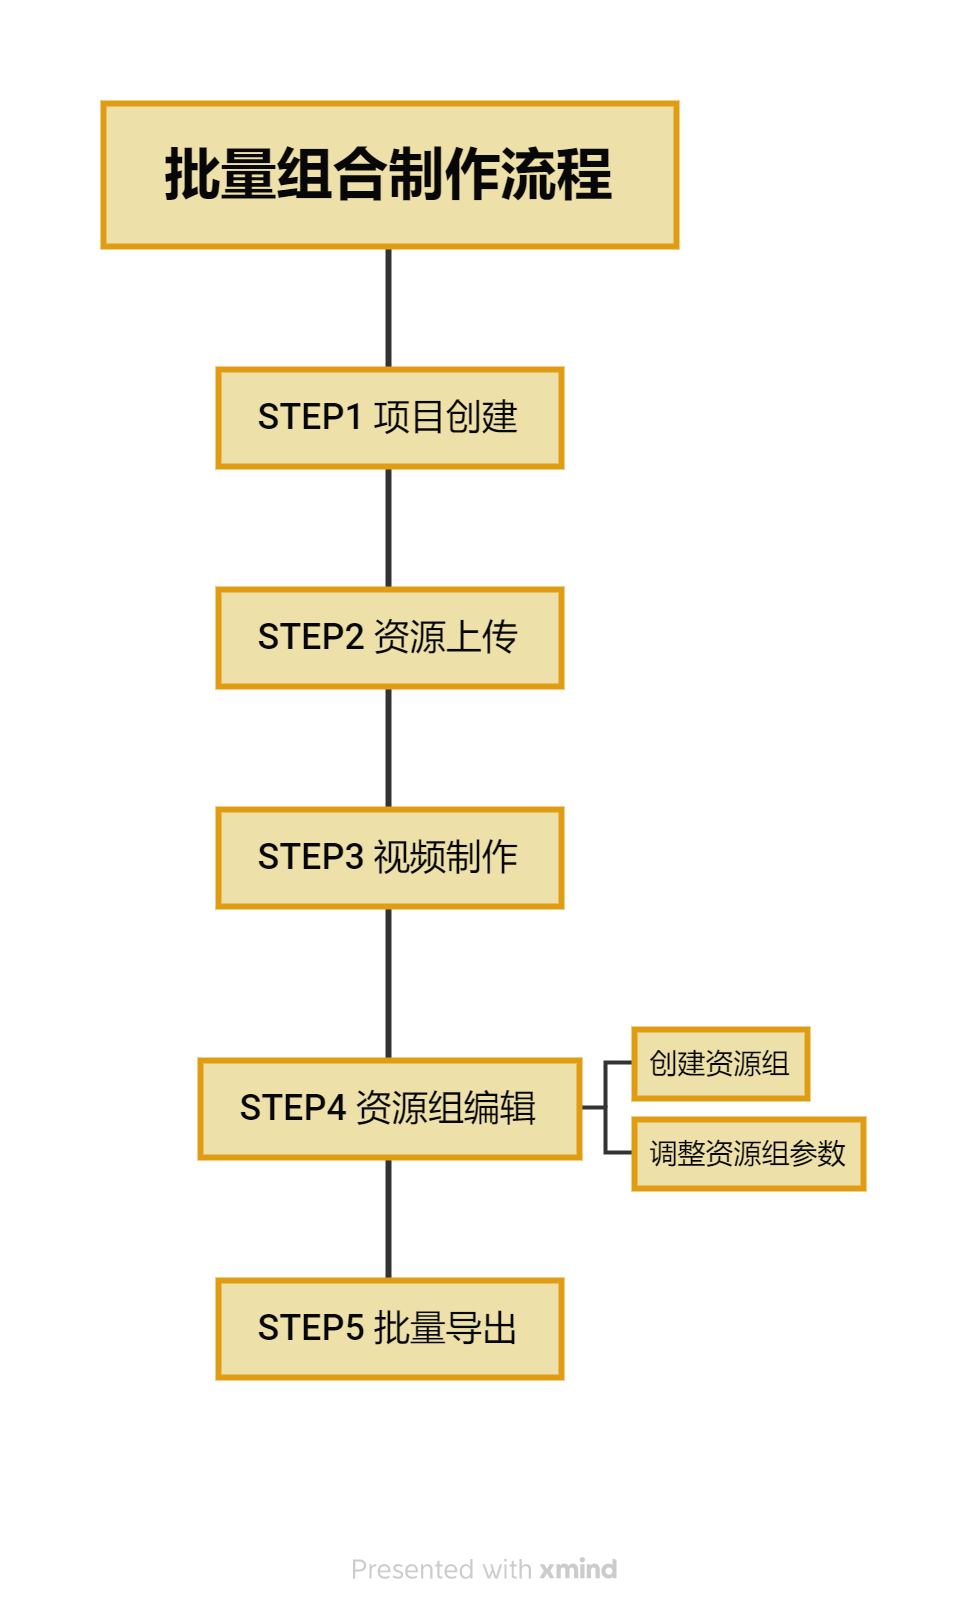 批量组合制作流程
STEP1 项目创建
STEP2 资源上传
STEP3 视频制作
STEP4 资源组编辑
创建资源组
调整资源组参数
STEP5 批量导出
Presented with xmind